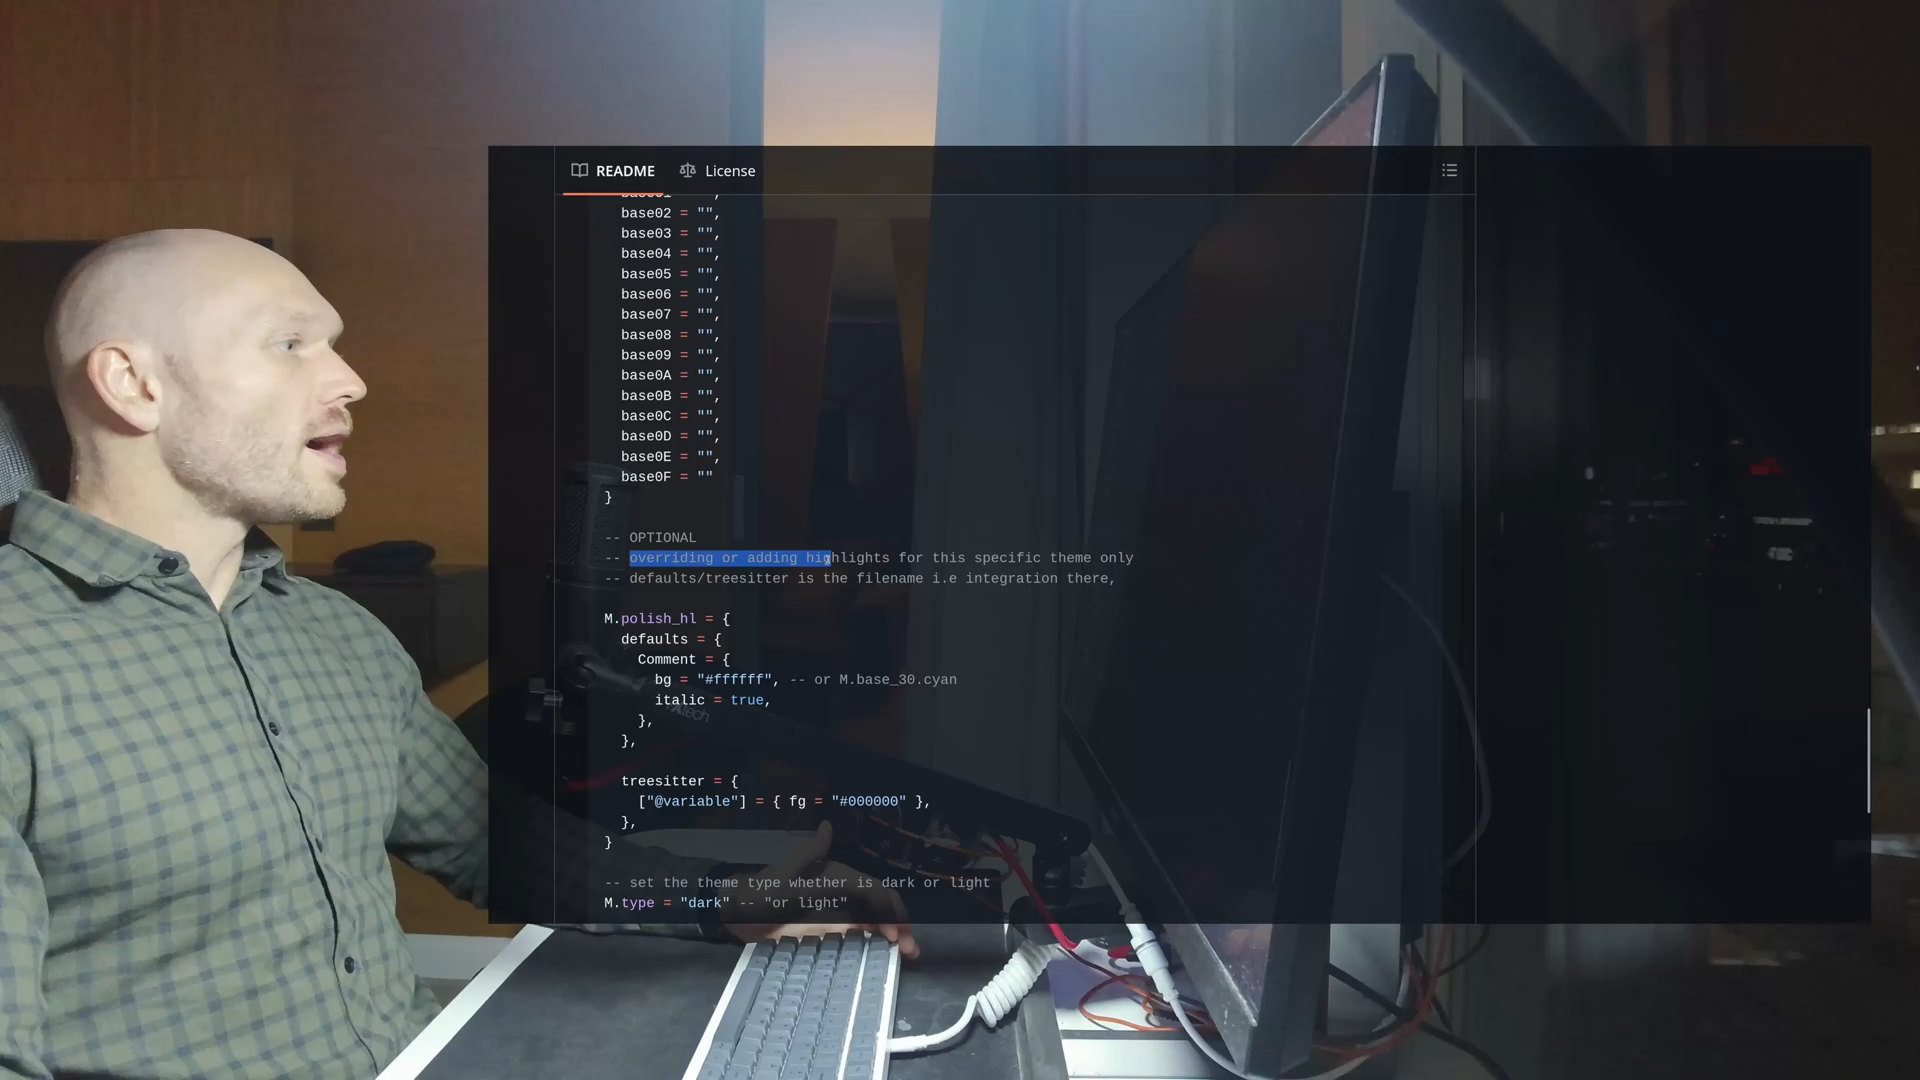 README License
base02 = "",
base03 = "",
base04 = "",
base05 = "",
base06 = "",
base07 = "",
base08 = "",
base09 = "",
base0A = "",
base0B = "",
base0C = "",
base0D = "",
base0E = "",
base0F = ""
}
-- OPTIONAL
-- overriding or adding highlights for this specific theme only
-- defaults/treesitter is the filename i.e integration there,
M.polish_hl = {
defaults = {
Comment = {
bg = "#ffffff", -- or M.base_30.cyan
italic = true,
},
},
treesitter = {
["@variable"] = { fg = "#000000" },
},
}
-- set the theme type whether is dark or light
M.type = "dark" -- "or light"